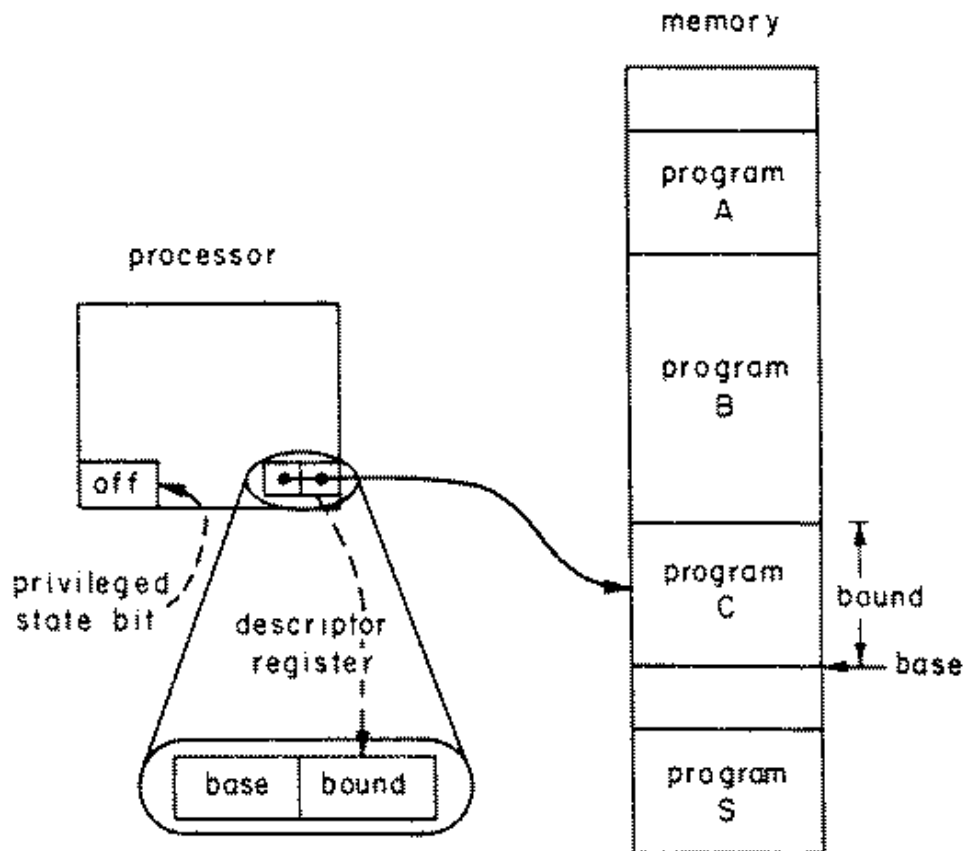 memory
program
A
processor
program
B
off
privileged
state bit
descriptor
register
program
C
bound
base
base
bound
program
S